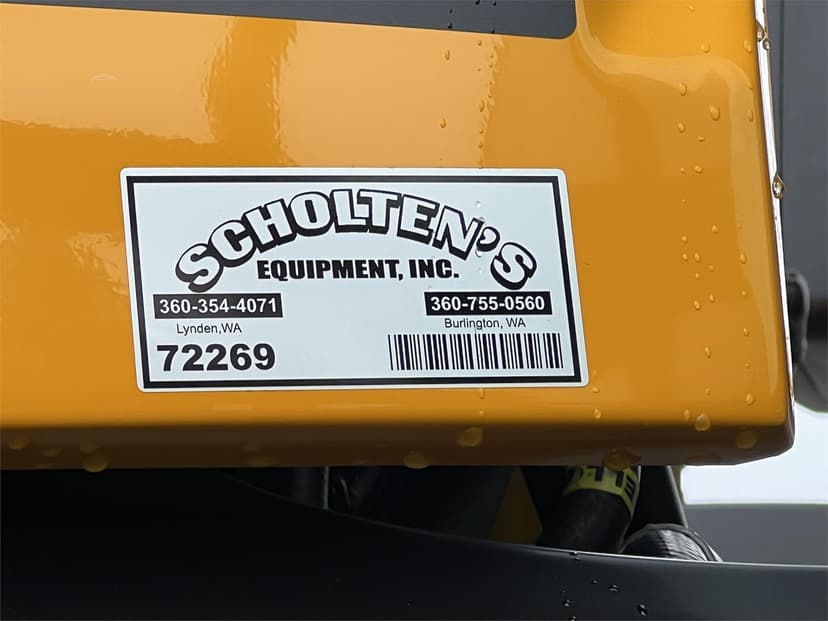 SCHOLTEN'S
EQUIPMENT, INC.
360-354-4071
360-755-0560
Lynden,WA
Burlington, WA
72269